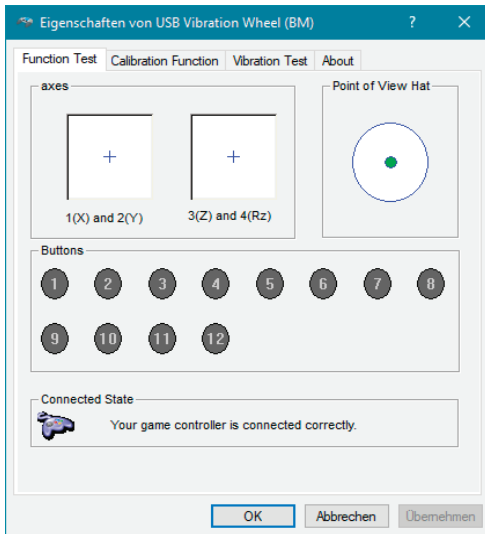 Eigenschaften von USB Vibration Wheel (BM) ? ×
Function Test Calibration Function Vibration Test About
axes
Point of View Hat
1(X) and 2(Y) 3(Z) and 4(Rz)
Buttons
1 2 3 4 5 6 7 8
9 10 11 12
Connected State
Your game controller is connected correctly.
OK Abbrechen Übernehmen